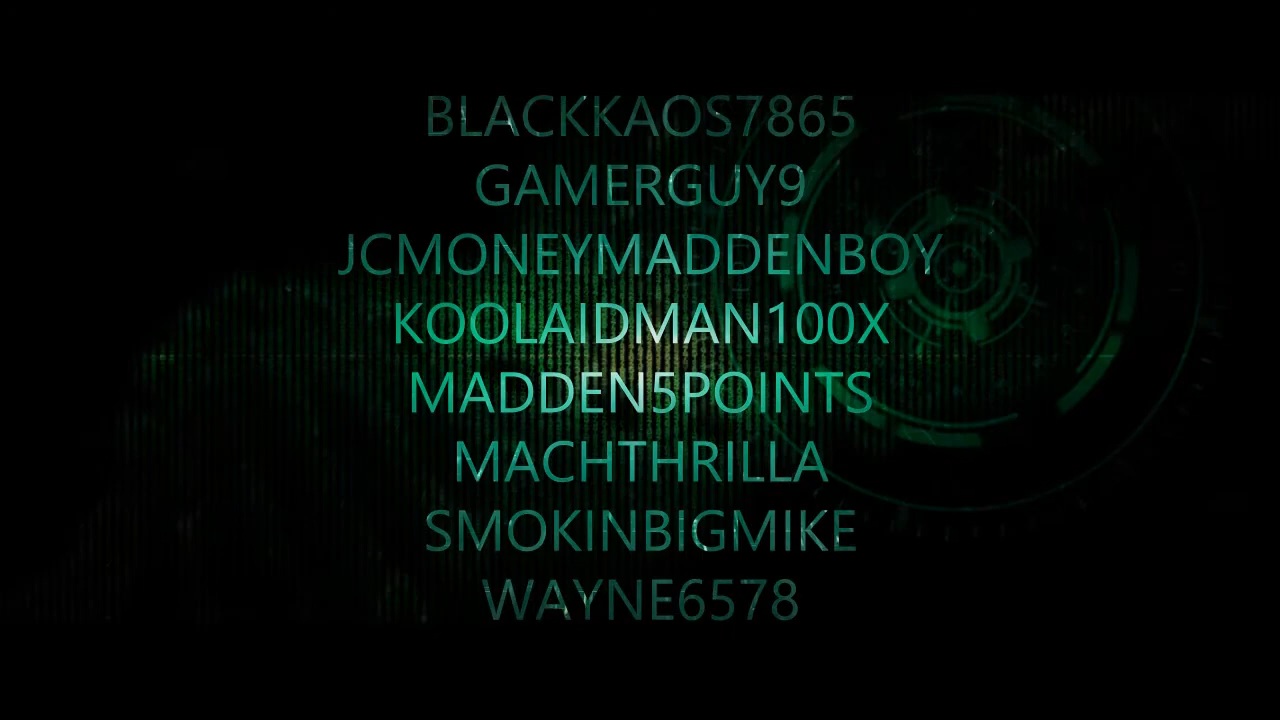 BLACKKAOS7865
GAMERGUY9
JCMONEYMADDENBOY
KOOLAIDMAN100X
MADDEN5POINTS
MACHTHRILLA
SMOKINBIGMIKE
WAYNE6578